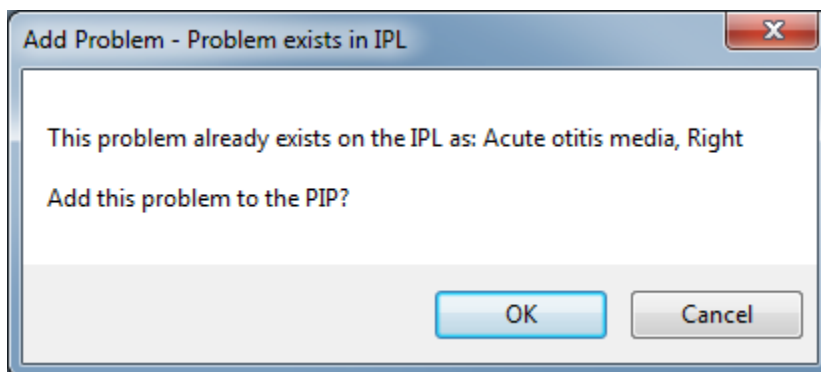 Add Problem - Problem exists in IPL
This problem already exists on the IPL as: Acute otitis media, Right
Add this problem to the PIP?
OK
Cancel